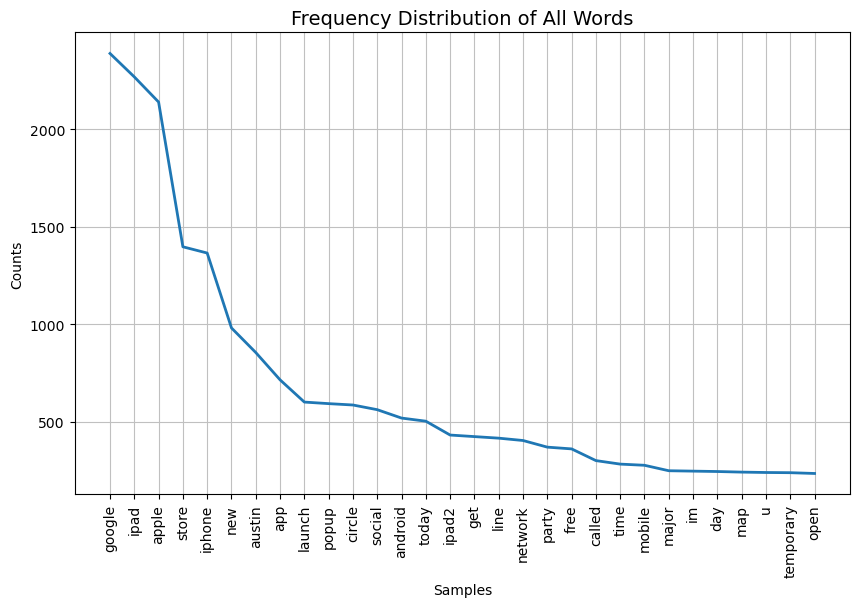 Frequency Distribution of All Words
Counts
2000
1500
1000
500
google
ipad
apple
store
iphone
new
austin
app
launch
popup
circle
social
android
today
ipad2
get
line
network
party
free
called
time
mobile
major
im
day
map
u
temporary
open
Samples